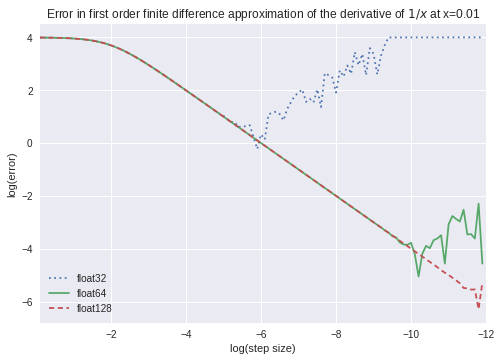 Error in first order finite difference approximation of the derivative of 1/x at x=0.01
4
2
0
−2
−4
−6
log(error)
float32
float64
float128
−2
−4
−6
−8
−10
−12
log(step size)